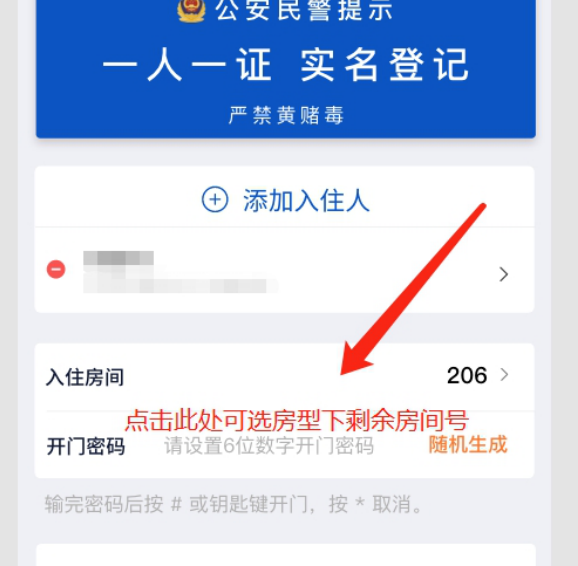 公安民警提示
一人一证 实名登记
严禁黄赌毒
添加入住人
入住房间 206
点击此处可选房型下剩余房间号
开门密码 请设置6位数字开门密码 随机生成
输完密码后按 # 或钥匙键开门，按 * 取消。